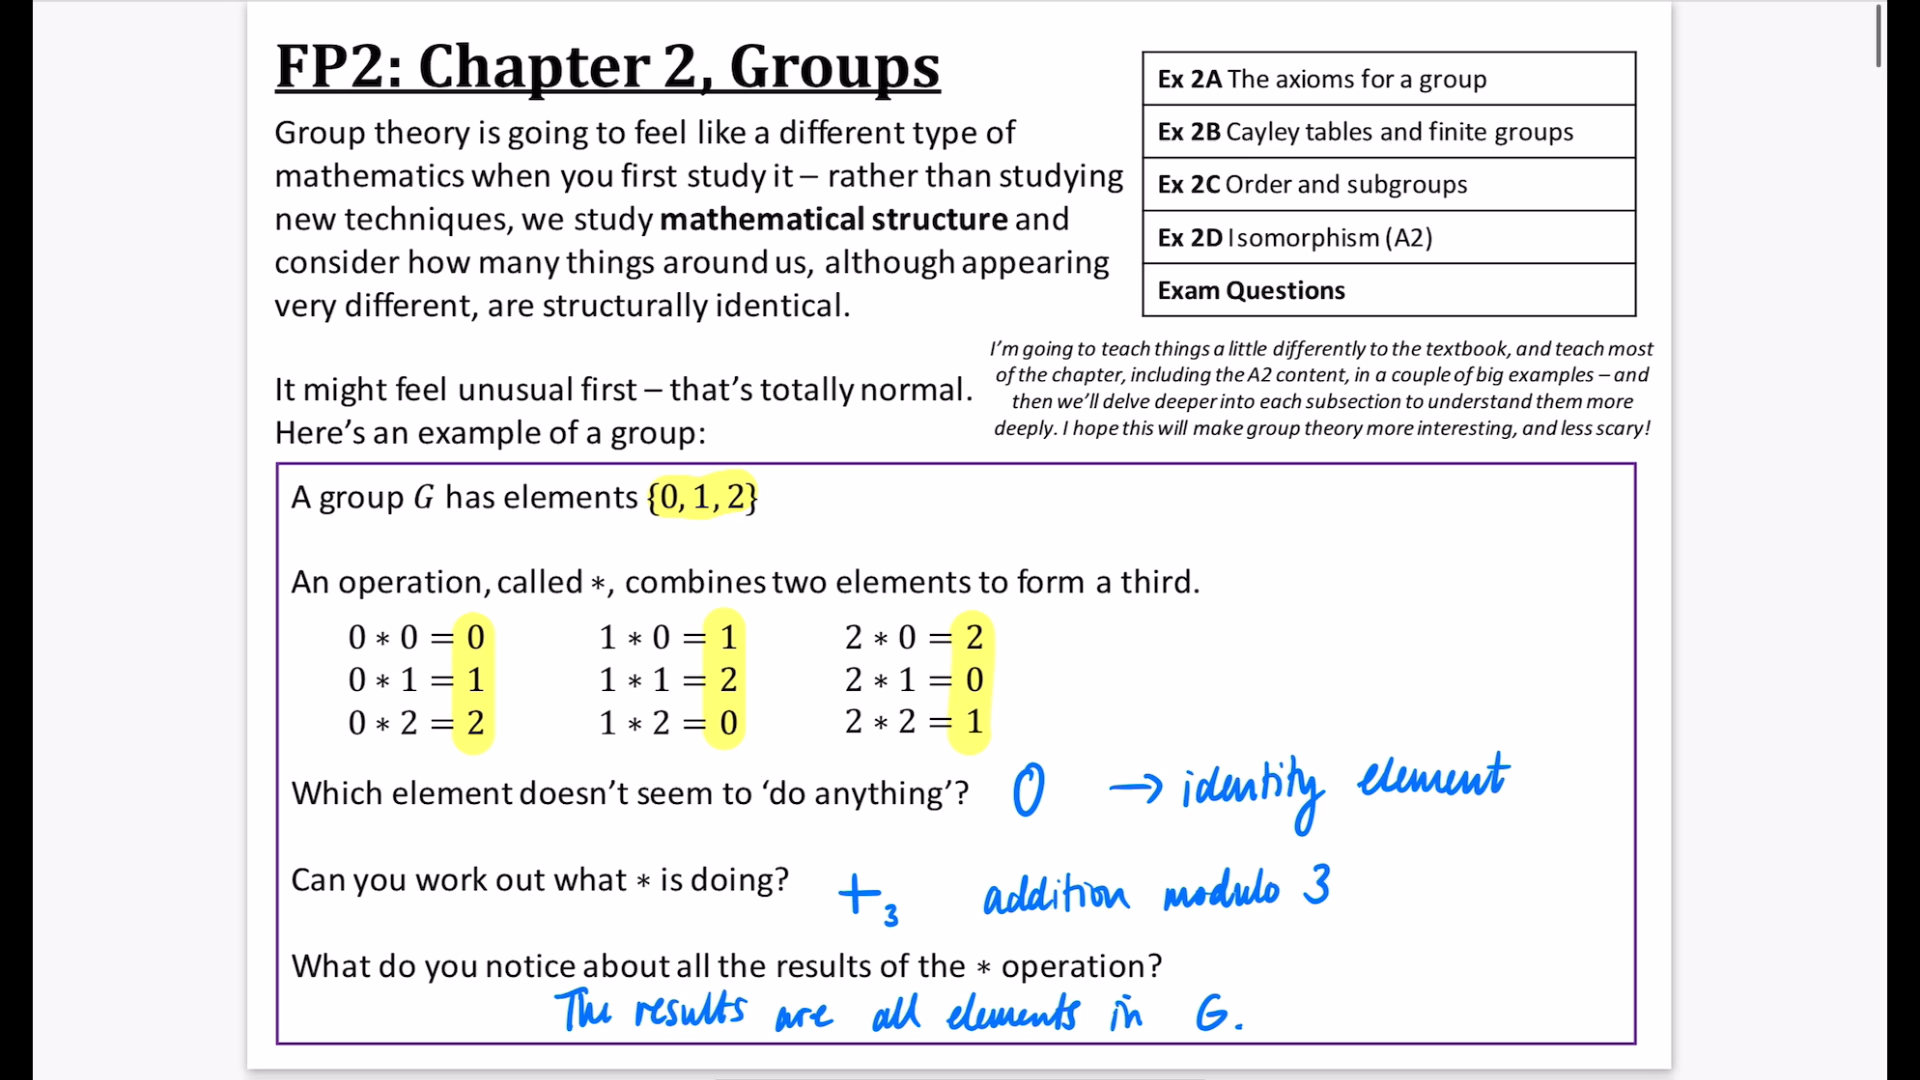 FP2: Chapter 2, Groups
Group theory is going to feel like a different type of
mathematics when you first study it – rather than studying
new techniques, we study mathematical structure and
consider how many things around us, although appearing
very different, are structurally identical.
It might feel unusual first – that's totally normal.
Here's an example of a group:
Ex 2A The axioms for a group
Ex 2B Cayley tables and finite groups
Ex 2C Order and subgroups
Ex 2D Isomorphism (A2)
Exam Questions
I'm going to teach things a little differently to the textbook, and teach most
of the chapter, including the A2 content, in a couple of big examples – and
then we'll delve deeper into each subsection to understand them more
deeply. I hope this will make group theory more interesting, and less scary!
A group G has elements {0, 1, 2}
An operation, called ∗, combines two elements to form a third.
0 ∗ 0 = 0 1 ∗ 0 = 1 2 ∗ 0 = 2
0 ∗ 1 = 1 1 ∗ 1 = 2 2 ∗ 1 = 0
0 ∗ 2 = 2 1 ∗ 2 = 0 2 ∗ 2 = 1
Which element doesn't seem to 'do anything'? 0 → identity element
Can you work out what ∗ is doing? +₃ addition modulo 3
What do you notice about all the results of the ∗ operation?
The results are all elements in G.